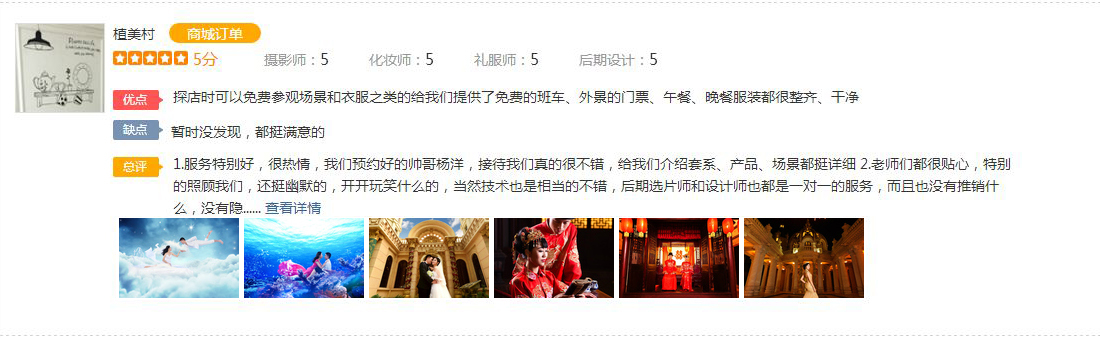 植美村 商城订单
5分 摄影师：5 化妆师：5 礼服师：5 后期设计：5
优点 探店时可以免费参观场景和衣服之类的给我们提供了免费的班车、外景的门票、午餐、晚餐服装都很整齐、干净
缺点 暂时没发现，都挺满意的
总评 1.服务特别好，很热情，我们预约好的帅哥杨洋，接待我们真的很不错，给我们介绍套系、产品、场景都挺详细 2.老师们都很贴心，特别
的照顾我们，还挺幽默的，开开玩笑什么的，当然技术也是相当的不错，后期选片师和设计师也都是一对一的服务，而且也没有推销什
么，没有隐...... 查看详情